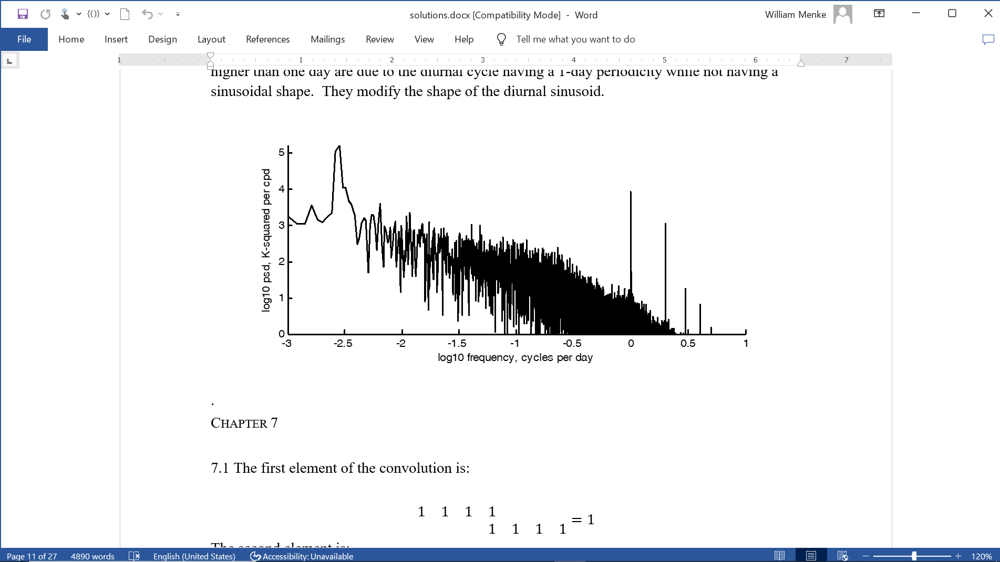 solutions.docx [Compatibility Mode] - Word
William Menke
File Home Insert Design Layout References Mailings Review View Help Tell me what you want to do
1 1 2 3 4 5 6 7
higher than one day are due to the diurnal cycle having a 1-day periodicity while not having a
sinusoidal shape. They modify the shape of the diurnal sinusoid.
log10 psd, K-squared per cpd
5
4
3
2
1
0
-3 -2.5 -2 -1.5 -1 -0.5 0 0.5 1
log10 frequency, cycles per day
.
CHAPTER 7
7.1 The first element of the convolution is:
1 1 1 1
1 1 1 1 = 1
The second element is:
Page 11 of 27 4890 words English (United States) Accessibility: Unavailable 120%